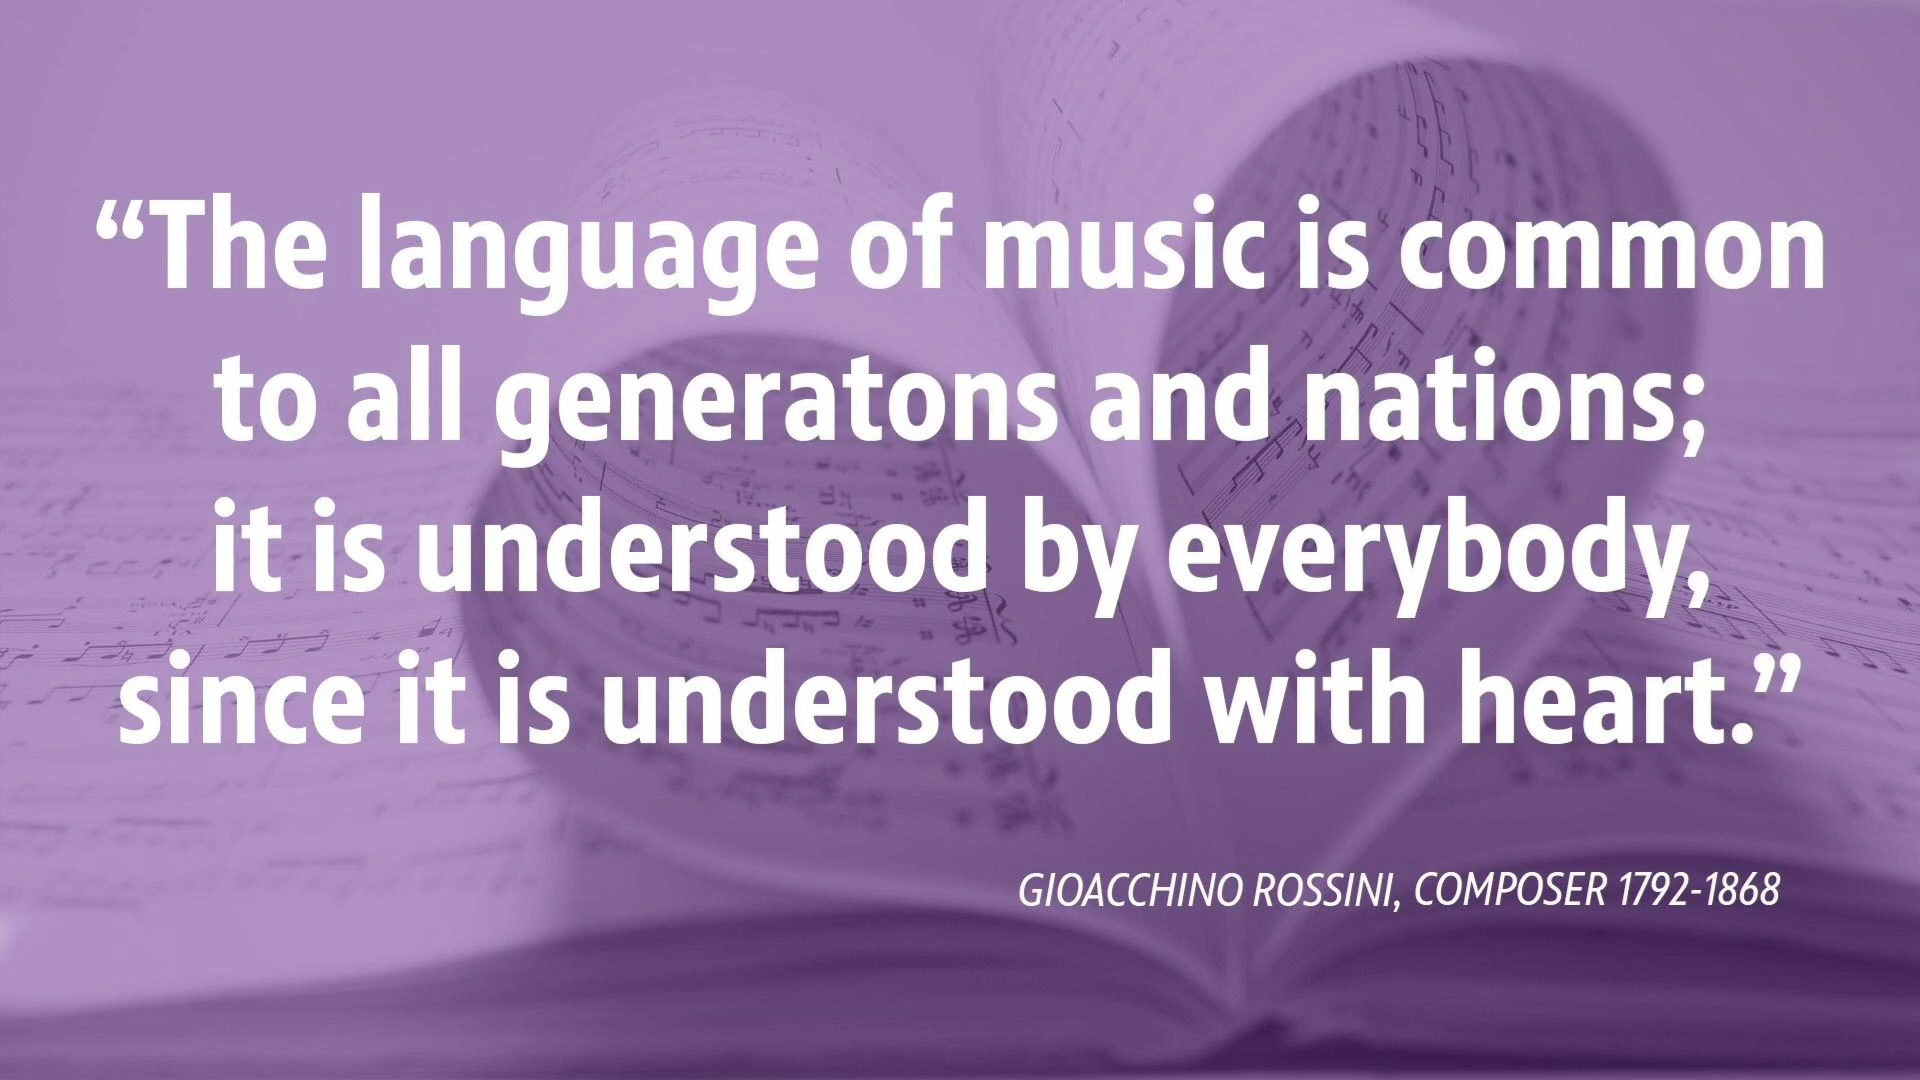 “The language of music is common
to all generatons and nations;
it is understood by everybody,
since it is understood with heart.”
GIOACCHINO ROSSINI, COMPOSER 1792-1868